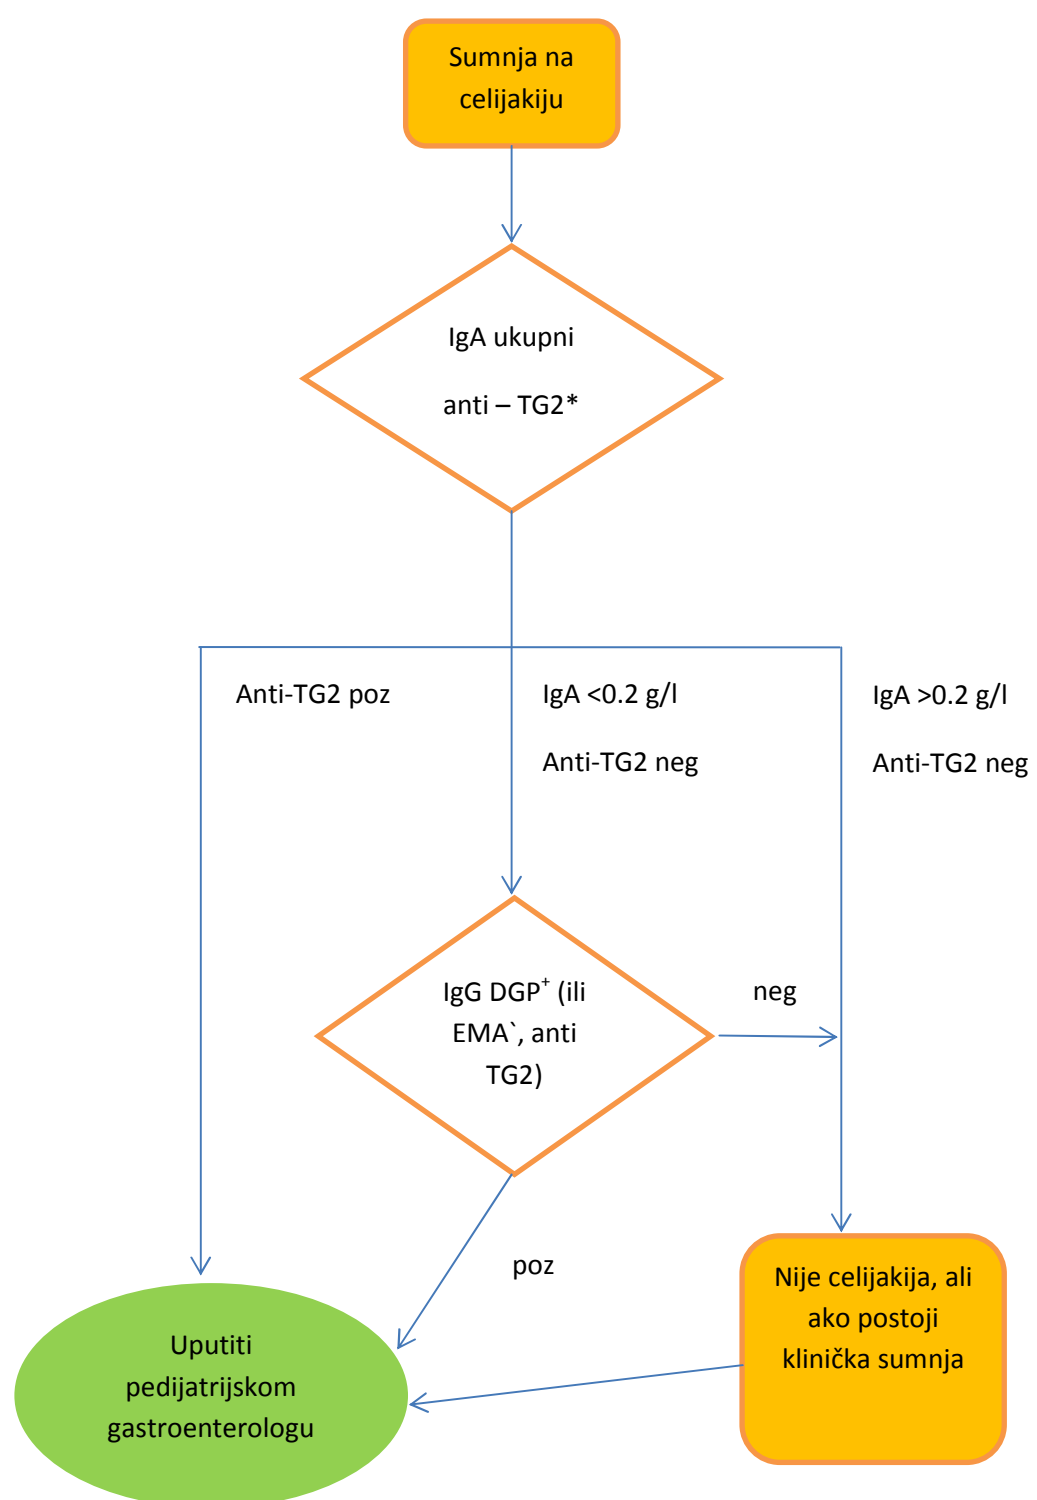 Sumnja na
celijakiju
IgA ukupni
anti – TG2*
Anti-TG2 poz
IgA <0.2 g/l
Anti-TG2 neg
IgA >0.2 g/l
Anti-TG2 neg
IgG DGP⁺ (ili
EMA`, anti
TG2)
neg
poz
Nije celijakija, ali
ako postoji
klinička sumnja
Uputiti
pedijatrijskom
gastroenterologu